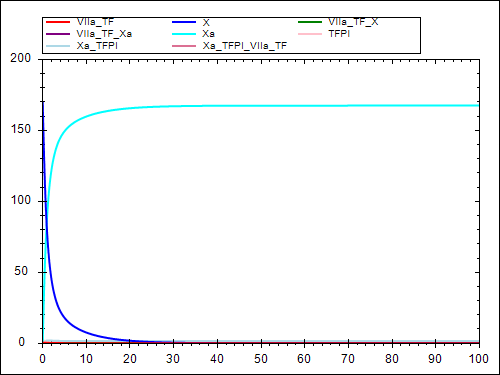 VIIa_TF X VIIa_TF_X
VIIa_TF_Xa Xa TFPI
Xa_TFPI Xa_TFPI_VIIa_TF
200
150
100
50
0
0 10 20 30 40 50 60 70 80 90 100